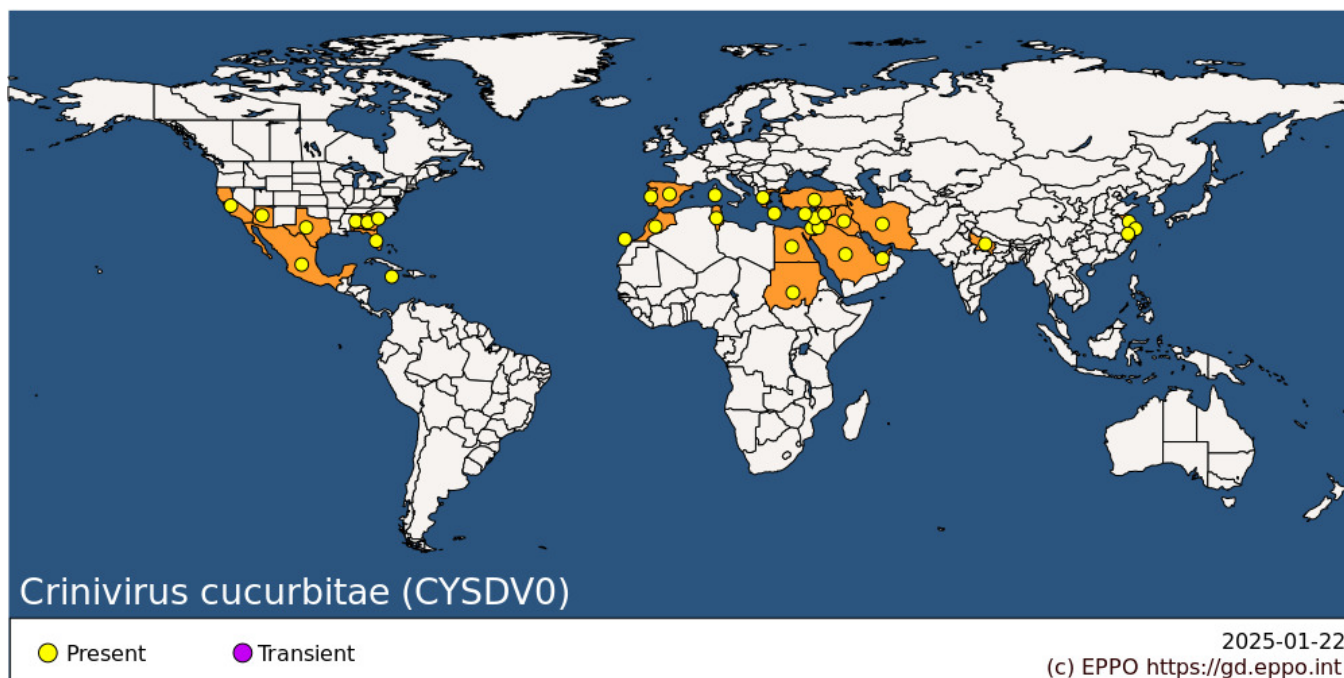 Crinivirus cucurbitae (CYSDV0)
Present
Transient
2025-01-22
(c) EPPO https://gd.eppo.int